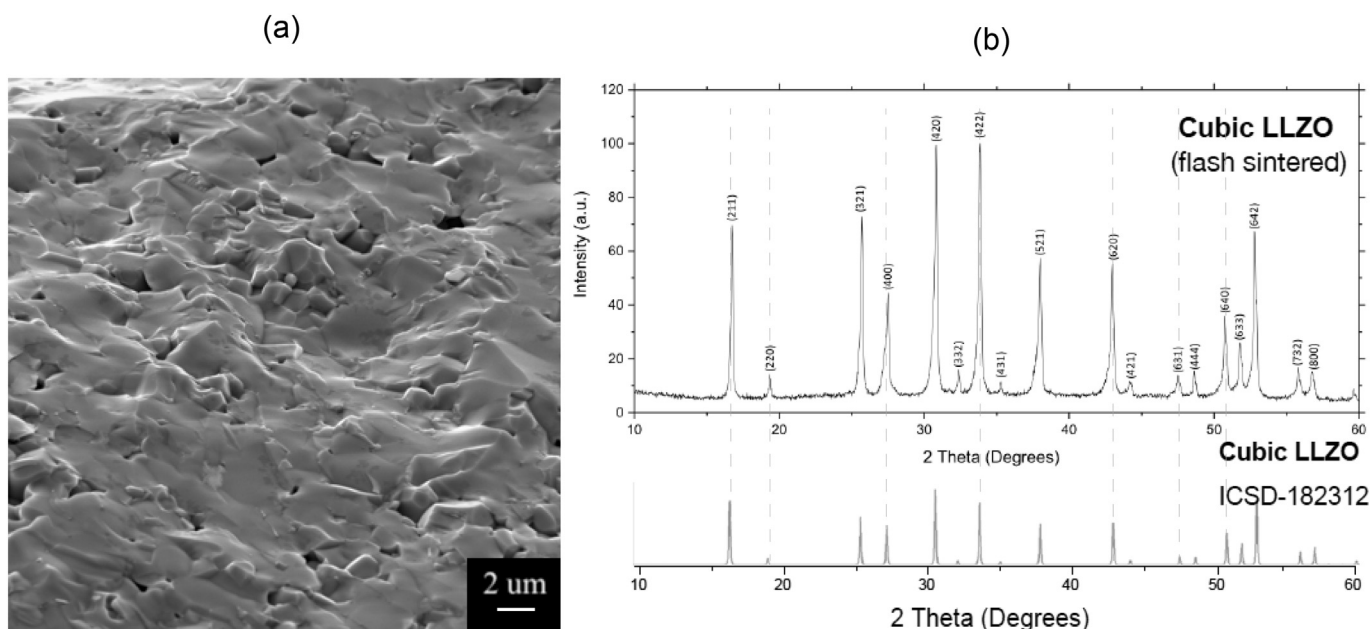 (a)
(b)
2 um
120
100
80
60
40
20
0
Intensity (a.u.)
(211)
(220)
(321)
(400)
(420)
(332)
(422)
(431)
(521)
(620)
(421)
(631)
(444)
(640)
(633)
(642)
(732)
(800)
Cubic LLZO
(flash sintered)
10 20 30 40 50 60
2 Theta (Degrees)
Cubic LLZO
ICSD-182312
10 20 30 40 50 60
2 Theta (Degrees)